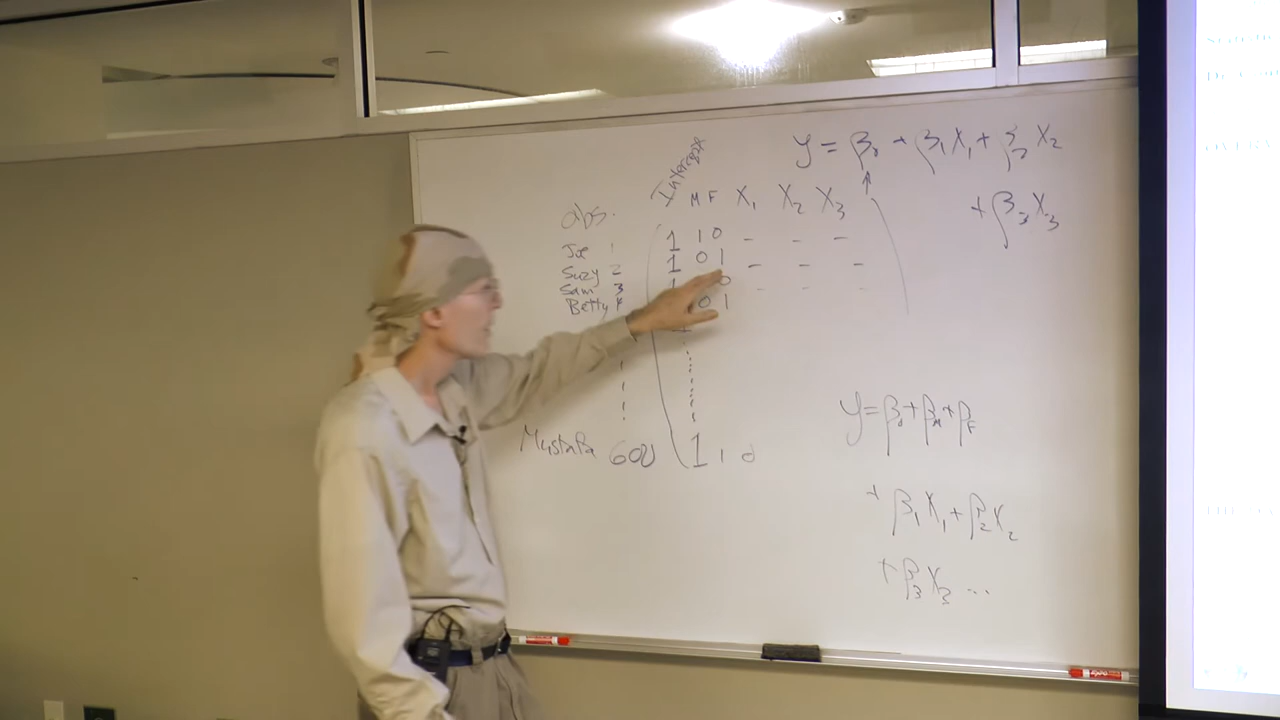 y = β₀ + β₁X₁ + β₂X₂
+ β₃X₃
Intercept
obs. M F X₁ X₂ X₃
Joe 1 1 1 0 - - -
Suzy 2 1 0 1 - - -
Sam 3 1 0 - - -
Betty 4 0 1
Mustafa 600 1 1 0
y = β₀ + β_M + β_F
+ β₁X₁ + β₂X₂
+ β₃X₃ ...